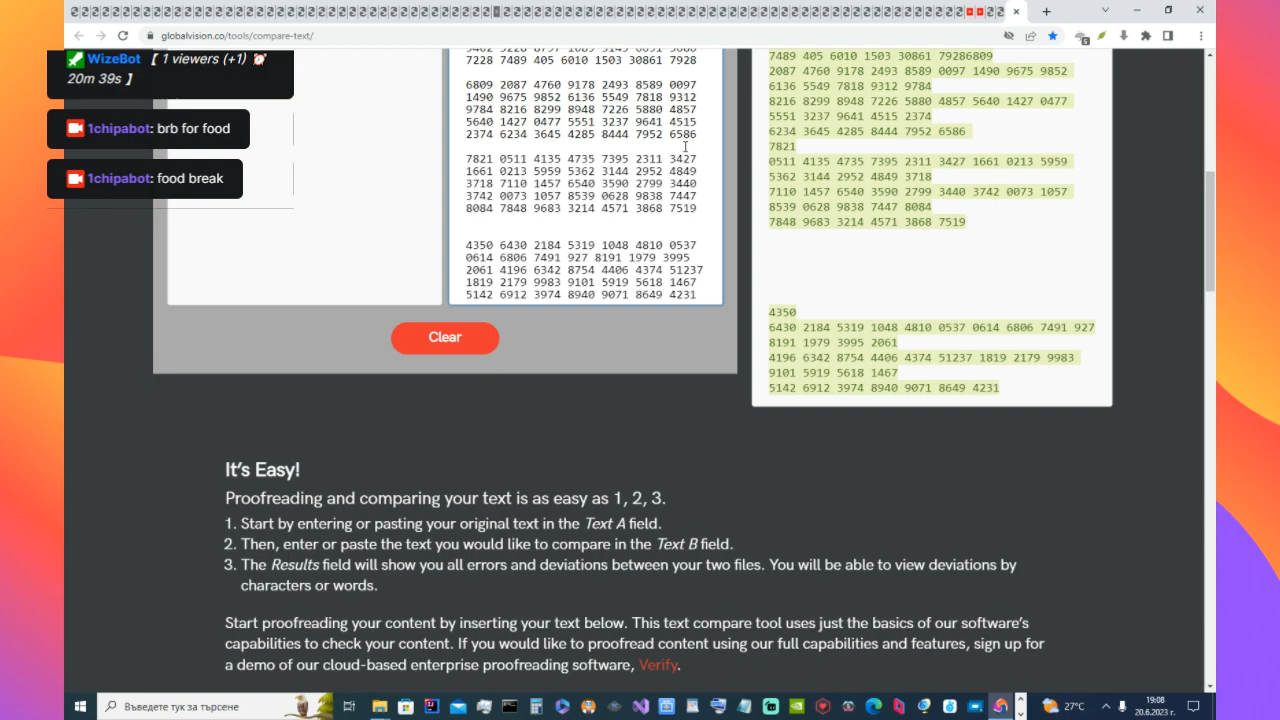 globalvision.co/tools/compare-text/
WizeBot [ 1 viewers (+1)
20m 39s ]
1chipabot: brb for food
1chipabot: food break
7228 7489 405 6010 1503 30861 7928
6809 2087 4760 9178 2493 8589 0097
1490 9675 9852 6136 5549 7818 9312
9784 8216 8299 8948 7226 5880 4857
5640 1427 0477 5551 3237 9641 4515
2374 6234 3645 4285 8444 7952 6586
7821 0511 4135 4735 7395 2311 3427
1661 0213 5959 5362 3144 2952 4849
3718 7110 1457 6540 3590 2799 3440
3742 0073 1057 8539 0628 9838 7447
8084 7848 9683 3214 4571 3868 7519
4350 6430 2184 5319 1048 4810 0537
0614 6806 7491 927 8191 1979 3995
2061 4196 6342 8754 4406 4374 51237
1819 2179 9983 9101 5919 5618 1467
5142 6912 3974 8940 9071 8649 4231
7489 405 6010 1503 30861 79286809
2087 4760 9178 2493 8589 0097 1490 9675 9852
6136 5549 7818 9312 9784
8216 8299 8948 7226 5880 4857 5640 1427 0477
5551 3237 9641 4515 2374
6234 3645 4285 8444 7952 6586
7821
0511 4135 4735 7395 2311 3427 1661 0213 5959
5362 3144 2952 4849 3718
7110 1457 6540 3590 2799 3440 3742 0073 1057
8539 0628 9838 7447 8084
7848 9683 3214 4571 3868 7519
4350
6430 2184 5319 1048 4810 0537 0614 6806 7491 927
8191 1979 3995 2061
4196 6342 8754 4406 4374 51237 1819 2179 9983
9101 5919 5618 1467
5142 6912 3974 8940 9071 8649 4231
Clear
It's Easy!
Proofreading and comparing your text is as easy as 1, 2, 3.
1. Start by entering or pasting your original text in the Text A field.
2. Then, enter or paste the text you would like to compare in the Text B field.
3. The Results field will show you all errors and deviations between your two files. You will be able to view deviations by
characters or words.
Start proofreading your content by inserting your text below. This text compare tool uses just the basics of our software's
capabilities to check your content. If you would like to proofread content using our full capabilities and features, sign up for
a demo of our cloud-based enterprise proofreading software, Verify.
Въведете тук за търсене
27°C
19:08
20.6.2023 г.